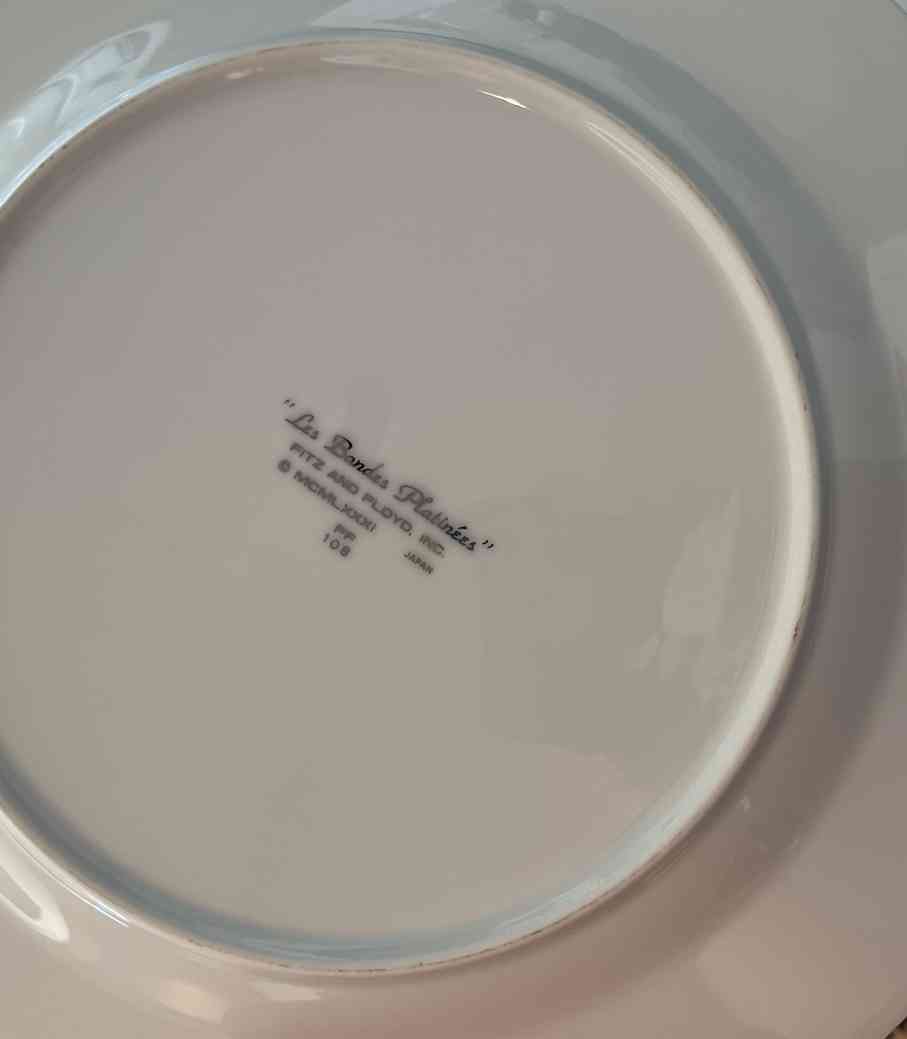 "Les Bandes Platinées"
FITZ AND FLOYD, INC.
© MCMLXXXI
FF
108
JAPAN